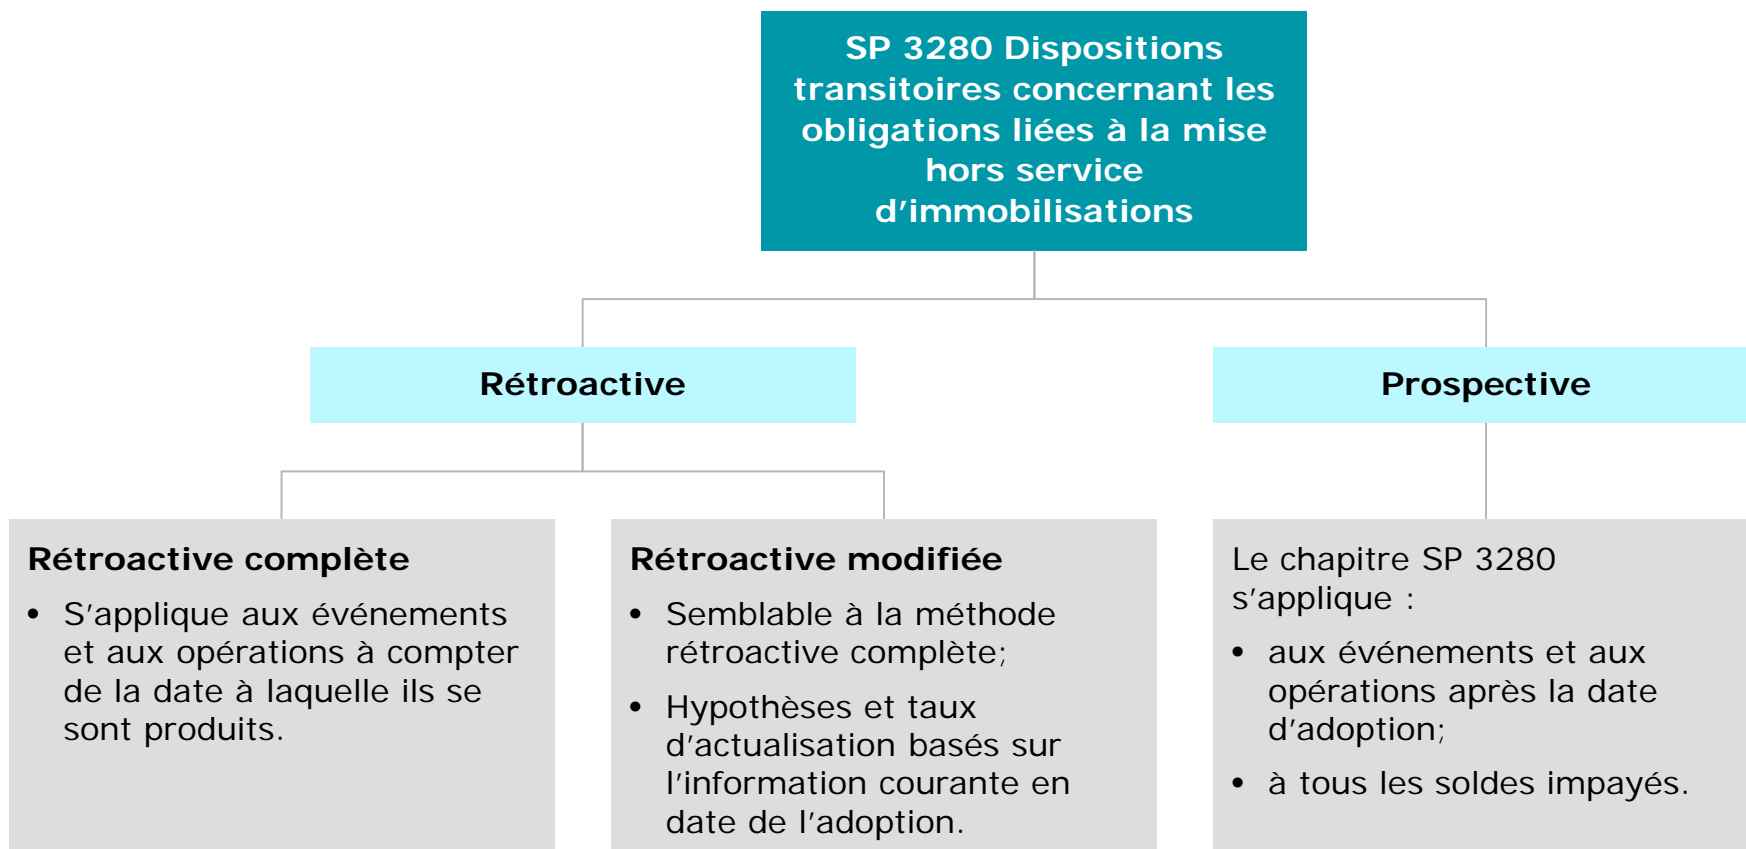 SP 3280 Dispositions
transitoires concernant les
obligations liées à la mise
hors service
d’immobilisations
Rétroactive
Prospective
Rétroactive complète
• S’applique aux événements
et aux opérations à compter
de la date à laquelle ils se
sont produits.
Rétroactive modifiée
• Semblable à la méthode
rétroactive complète;
• Hypothèses et taux
d’actualisation basés sur
l’information courante en
date de l’adoption.
Le chapitre SP 3280
s’applique :
• aux événements et aux
opérations après la date
d’adoption;
• à tous les soldes impayés.